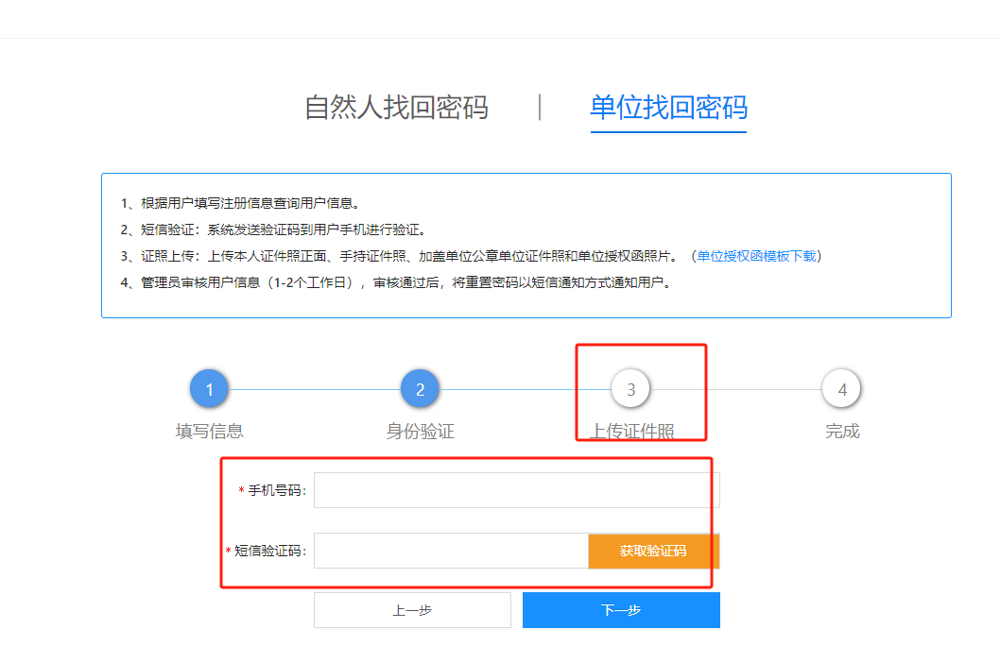 自然人找回密码 | 单位找回密码
1、根据用户填写注册信息查询用户信息。
2、短信验证：系统发送验证码到用户手机进行验证。
3、证照上传：上传本人证件照正面、手持证件照、加盖单位公章单位证件照和单位授权函照片。（单位授权函模板下载）
4、管理员审核用户信息（1-2个工作日），审核通过后，将重置密码以短信通知方式通知用户。
1 2 3 4
填写信息 身份验证 上传证件照 完成
* 手机号码：
* 短信验证码： 获取验证码
上一步 下一步